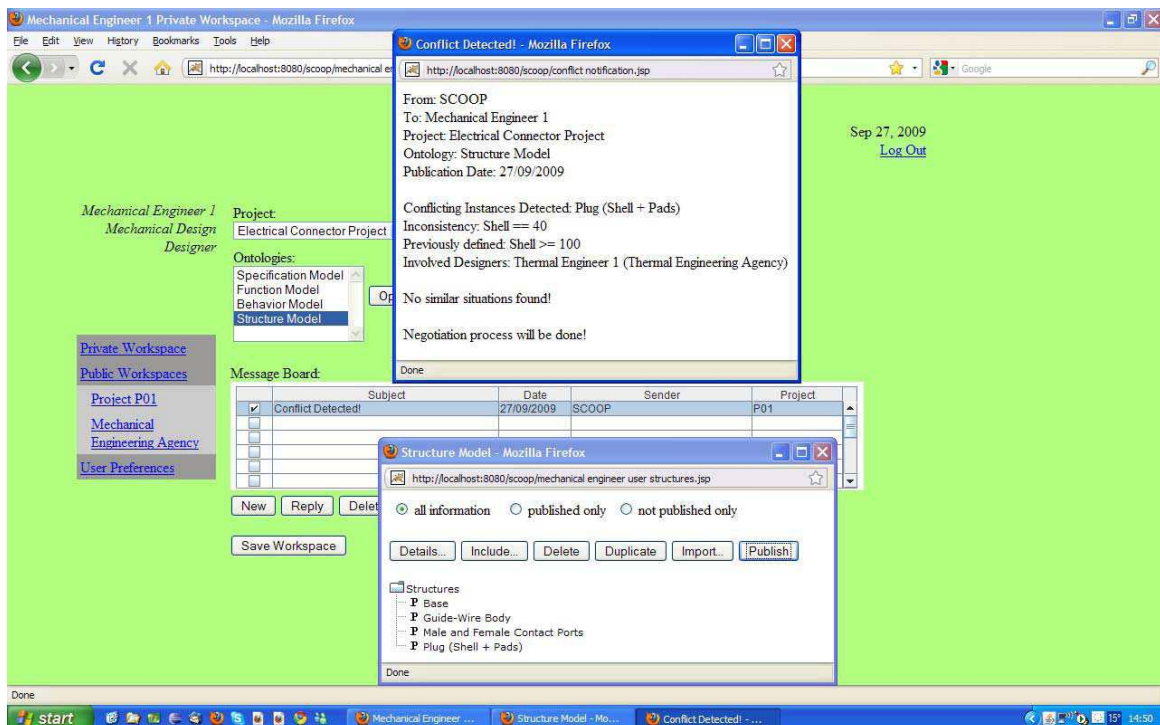 Mechanical Engineer 1 Private Workspace - Mozilla Firefox
File Edit View History Bookmarks Tools Help
http://localhost:8080/scoop/mechanical en
Google
Sep 27, 2009
Log Out
Mechanical Engineer 1
Mechanical Design
Designer
Project:
Electrical Connector Project
Ontologies:
Specification Model
Function Model
Behavior Model
Structure Model
Op
Private Workspace
Public Workspaces
Project P01
Mechanical
Engineering Agency
User Preferences
Message Board:
Subject Date Sender Project
Conflict Detected! 27/09/2009 SCOOP P01
New Reply Delet
Save Workspace
Conflict Detected! - Mozilla Firefox
http://localhost:8080/scoop/conflict notification.jsp
From: SCOOP
To: Mechanical Engineer 1
Project: Electrical Connector Project
Ontology: Structure Model
Publication Date: 27/09/2009
Conflicting Instances Detected: Plug (Shell + Pads)
Inconsistency: Shell == 40
Previously defined: Shell >= 100
Involved Designers: Thermal Engineer 1 (Thermal Engineering Agency)
No similar situations found!
Negotiation process will be done!
Done
Structure Model - Mozilla Firefox
http://localhost:8080/scoop/mechanical engineer user structures.jsp
all information published only not published only
Details... Include... Delete Duplicate Import... Publish
Structures
P Base
P Guide-Wire Body
P Male and Female Contact Ports
P Plug (Shell + Pads)
Done
Done
start Mechanical Engineer ... Structure Model - Mo... Conflict Detected! - ... 15° 14:50